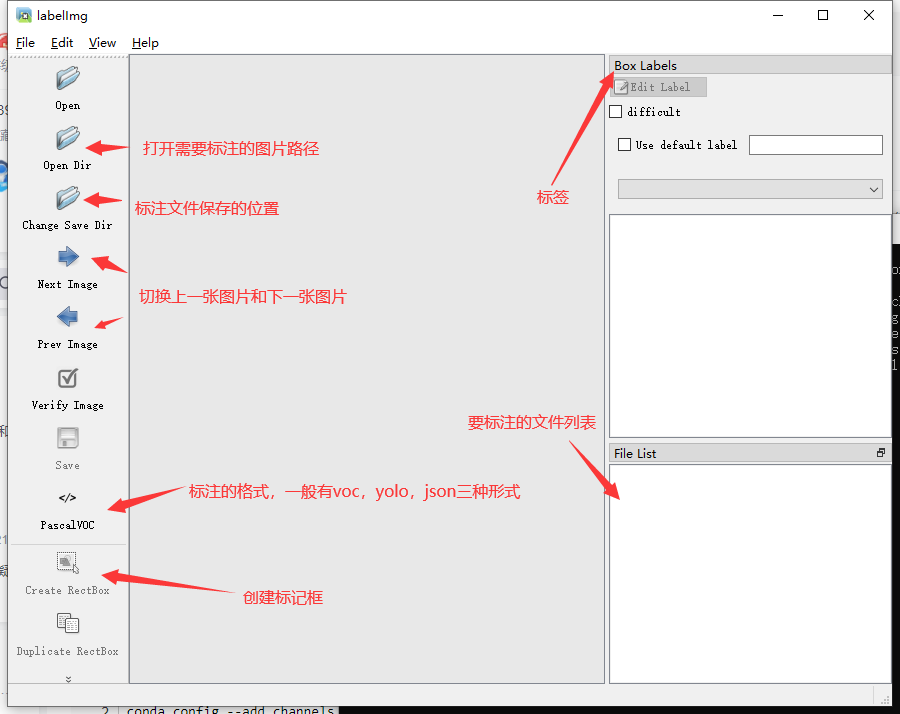 labelImg
File Edit View Help
Open
Open Dir
打开需要标注的图片路径
Change Save Dir
标注文件保存的位置
Next Image
切换上一张图片和下一张图片
Prev Image
Verify Image
Save
</>
PascalVOC
标注的格式，一般有voc，yolo，json三种形式
Create RectBox
创建标记框
Duplicate RectBox
Box Labels
Edit Label
difficult
Use default label
标签
要标注的文件列表
File List
2 conda config --add channels